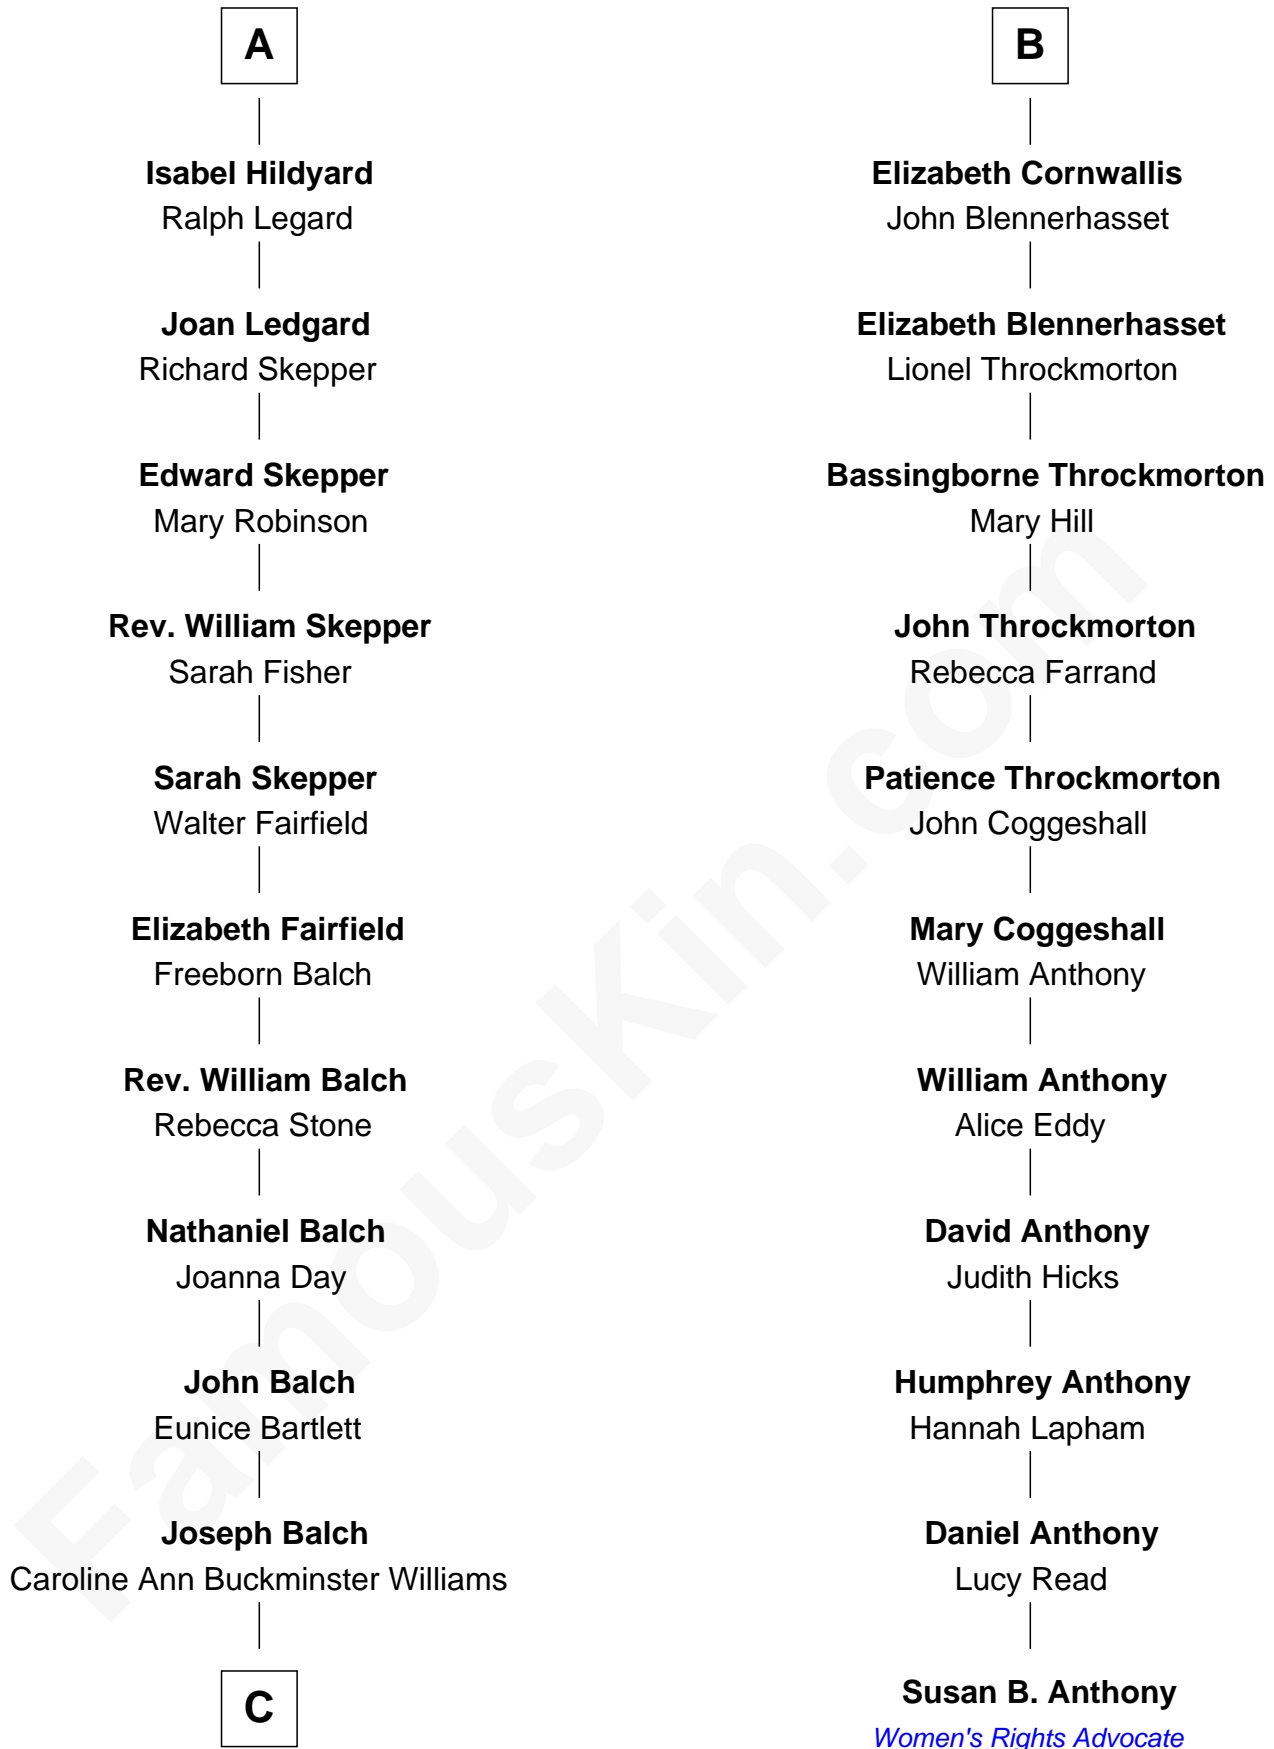 A
Isabel Hildyard
Ralph Legard
Joan Ledgard
Richard Skepper
Edward Skepper
Mary Robinson
Rev. William Skepper
Sarah Fisher
Sarah Skepper
Walter Fairfield
Elizabeth Fairfield
Freeborn Balch
Rev. William Balch
Rebecca Stone
Nathaniel Balch
Joanna Day
John Balch
Eunice Bartlett
Joseph Balch
Caroline Ann Buckminster Williams
C
B
Elizabeth Cornwallis
John Blennerhasset
Elizabeth Blennerhasset
Lionel Throckmorton
Bassingborne Throckmorton
Mary Hill
John Throckmorton
Rebecca Farrand
Patience Throckmorton
John Coggeshall
Mary Coggeshall
William Anthony
William Anthony
Alice Eddy
David Anthony
Judith Hicks
Humphrey Anthony
Hannah Lapham
Daniel Anthony
Lucy Read
Susan B. Anthony
Women's Rights Advocate
FamousKin.com